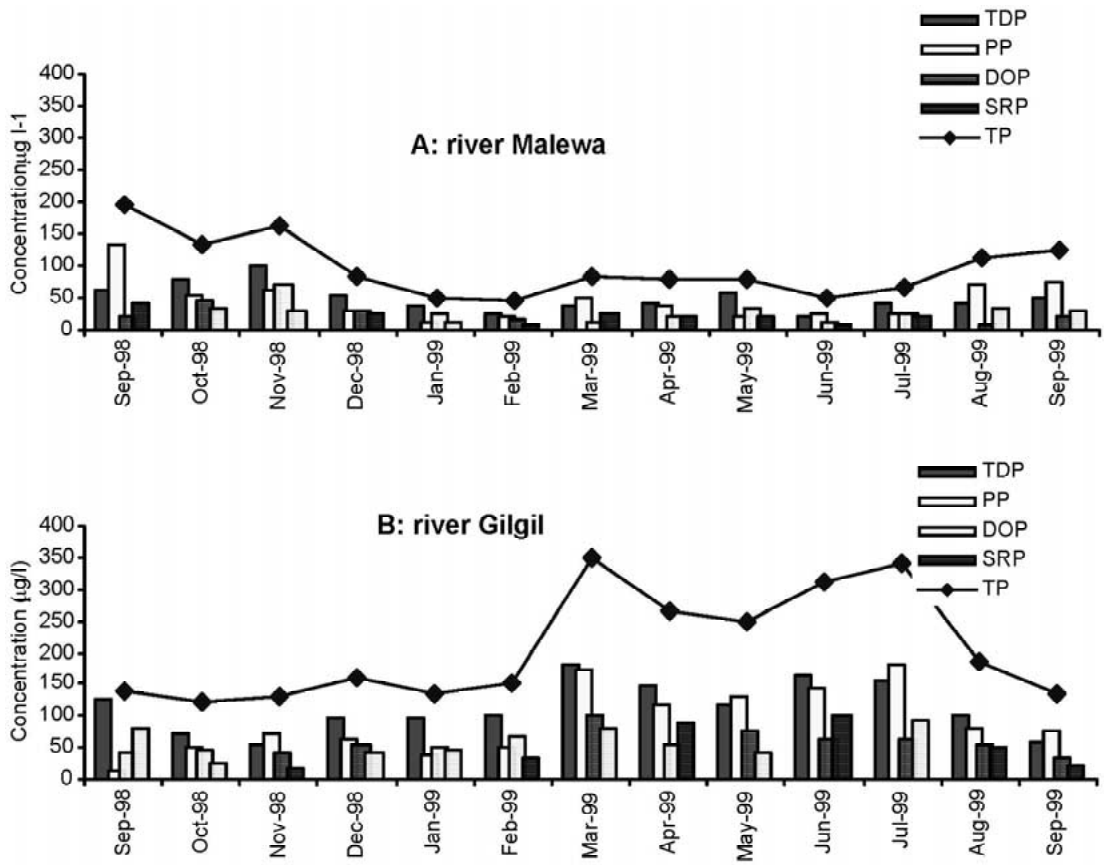 TDP
PP
DOP
SRP
TP
A: river Malewa
Concentrationµg l-1
400
350
300
250
200
150
100
50
0
Sep-98
Oct-98
Nov-98
Dec-98
Jan-99
Feb-99
Mar-99
Apr-99
May-99
Jun-99
Jul-99
Aug-99
Sep-99
TDP
PP
DOP
SRP
TP
B: river Gilgil
Concentration (µg/l)
400
350
300
250
200
150
100
50
0
Sep-98
Oct-98
Nov-98
Dec-98
Jan-99
Feb-99
Mar-99
Apr-99
May-99
Jun-99
Jul-99
Aug-99
Sep-99